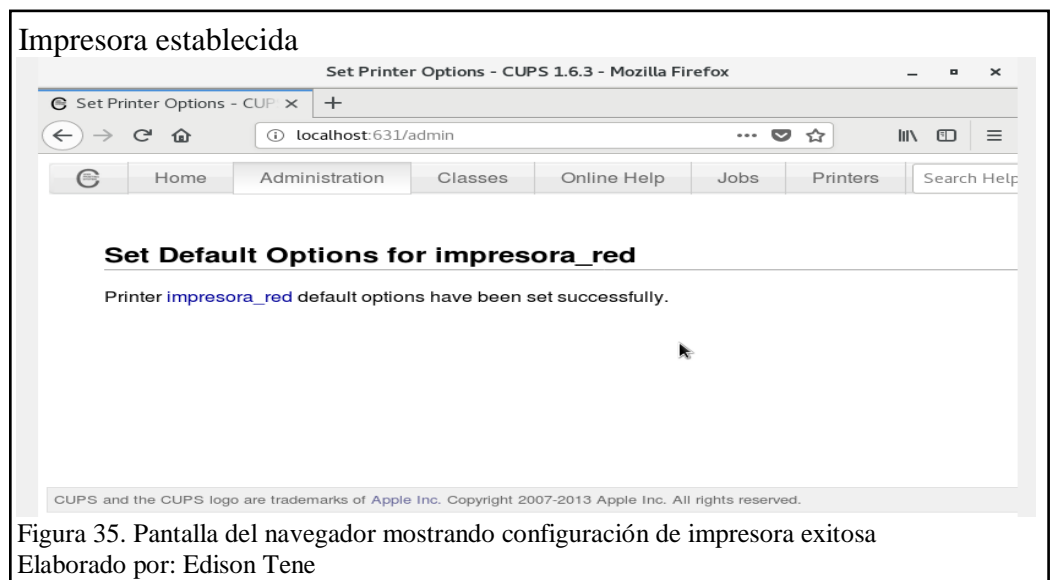 Impresora establecida
Set Printer Options - CUPS 1.6.3 - Mozilla Firefox
Set Printer Options - CUP
localhost:631/admin
Home Administration Classes Online Help Jobs Printers Search Help
Set Default Options for impresora_red
Printer impresora_red default options have been set successfully.
CUPS and the CUPS logo are trademarks of Apple Inc. Copyright 2007-2013 Apple Inc. All rights reserved.
Figura 35. Pantalla del navegador mostrando configuración de impresora exitosa
Elaborado por: Edison Tene